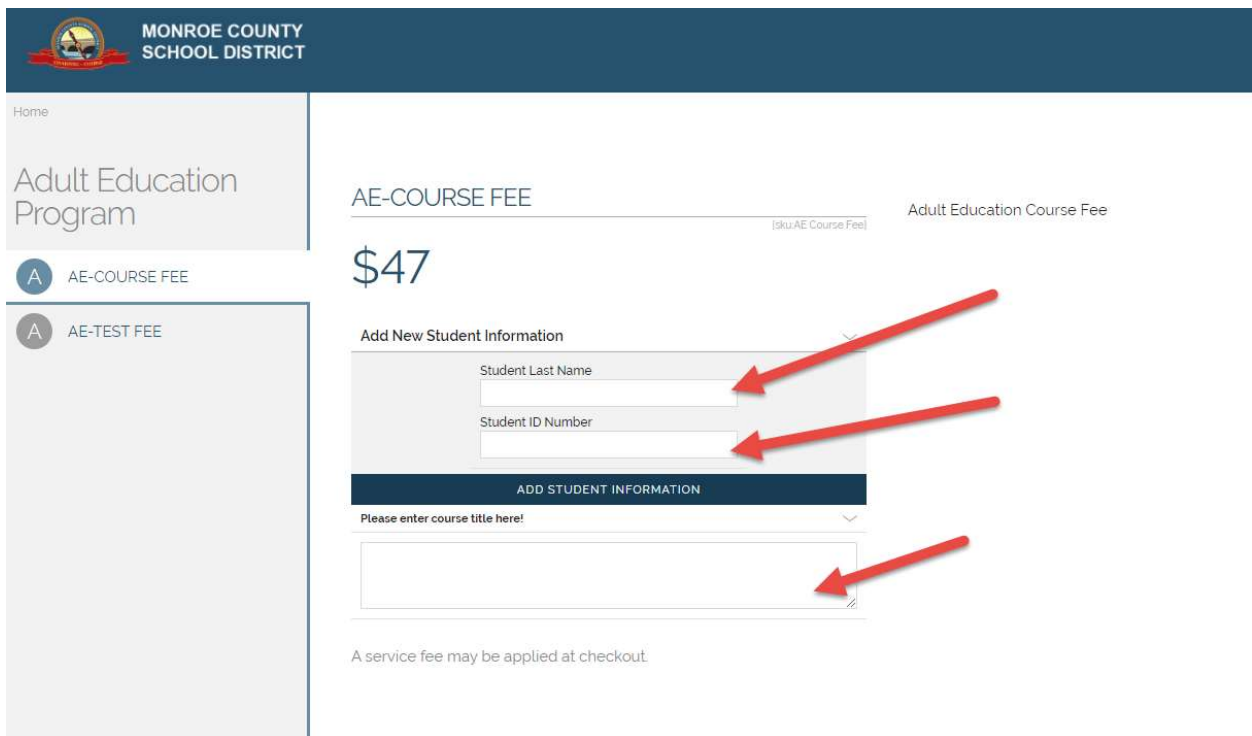 MONROE COUNTY
SCHOOL DISTRICT
Home
Adult Education
Program
A AE-COURSE FEE
A AE-TEST FEE
AE-COURSE FEE
[sku:AE Course Fee]
$47
Add New Student Information
Student Last Name
Student ID Number
ADD STUDENT INFORMATION
Please enter course title here!
A service fee may be applied at checkout.
Adult Education Course Fee